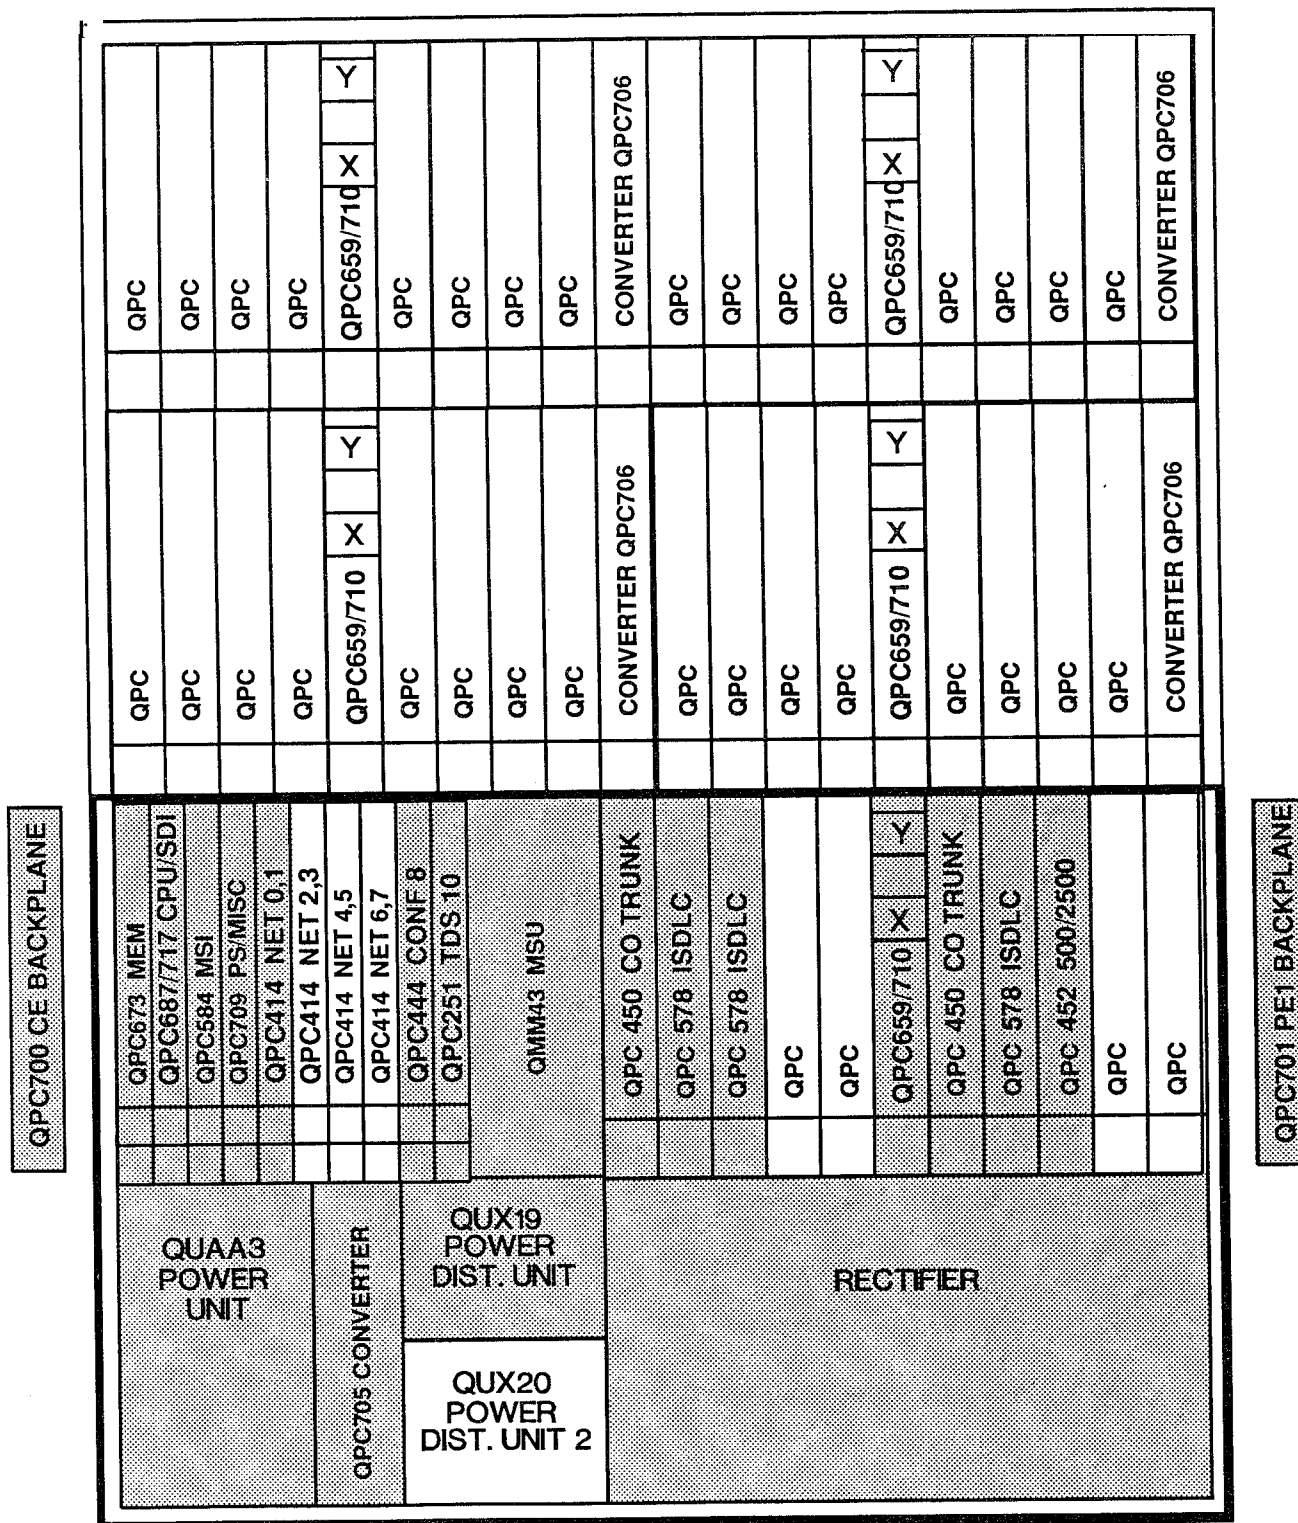 QPC
QPC
QPC
QPC
QPC659/710 X Y
QPC
QPC
QPC
QPC
CONVERTER QPC706
QPC
QPC
QPC
QPC
QPC659/710 X Y
QPC
QPC
QPC
QPC
CONVERTER QPC706
QPC
QPC
QPC
QPC
QPC659/710 X Y
QPC
QPC
QPC
QPC
CONVERTER QPC706
QPC
QPC
QPC
QPC
QPC659/710 X Y
QPC
QPC
QPC
QPC
CONVERTER QPC706
QPC700 CE BACKPLANE
QPC673 MEM
QPC687/717 CPU/SDI
QPC584 MSI
QPC709 PS/MISC
QPC414 NET 0,1
QPC414 NET 2,3
QPC414 NET 4,5
QPC414 NET 6,7
QPC444 CONF 8
QPC251 TDS 10
QMM43 MSU
QPC 450 CO TRUNK
QPC 578 ISDLC
QPC 578 ISDLC
QPC
QPC
QPC659/710 X Y
QPC 450 CO TRUNK
QPC 578 ISDLC
QPC 452 500/2500
QPC
QPC
QPC701 PE1 BACKPLANE
QUAA3
POWER
UNIT
QPC705 CONVERTER
QUX19
POWER
DIST. UNIT
QUX20
POWER
DIST. UNIT 2
RECTIFIER